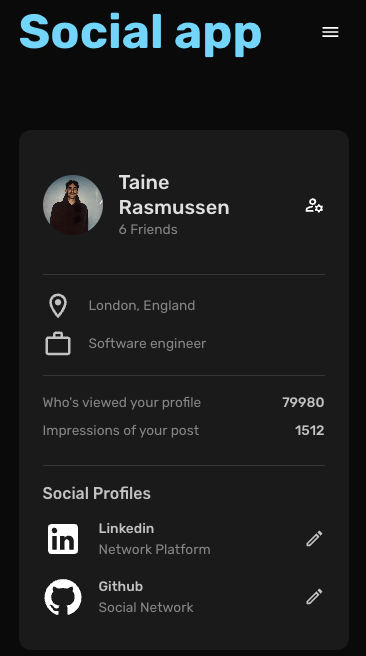 Social app
Taine
Rasmussen
6 Friends
London, England
Software engineer
Who's viewed your profile 79980
Impressions of your post 1512
Social Profiles
in
Linkedin
Network Platform
Github
Social Network